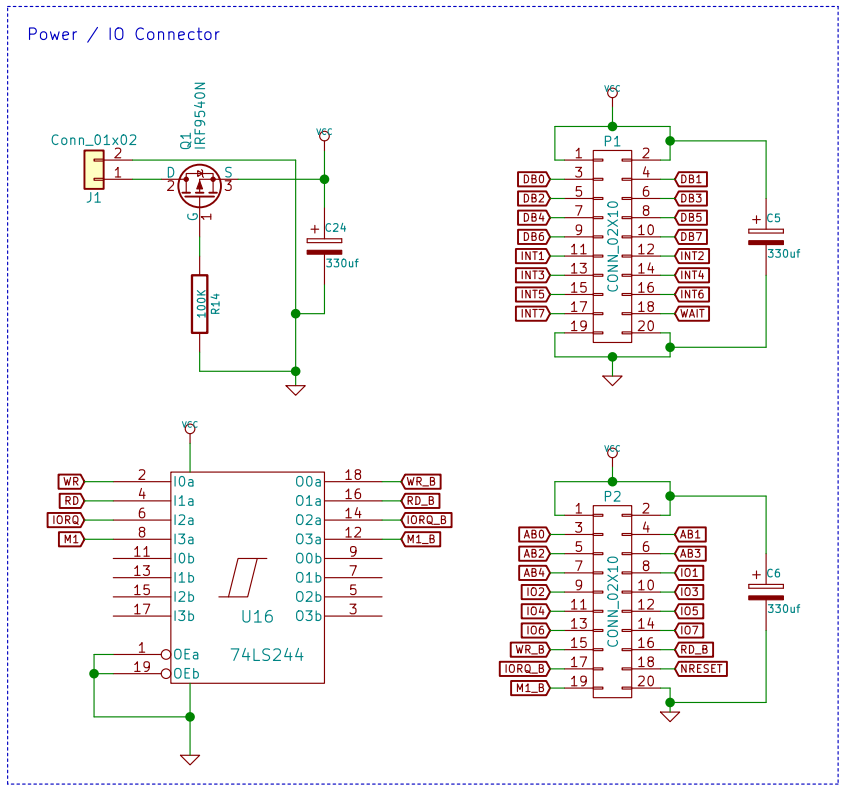 Power / IO Connector
Conn_01x02
2
1
J1
Q1
IRF9540N
D
S
2
3
G
1
100K
R14
VCC
+ C24
330uf
VCC
P1
1 2
DB0 3 4 DB1
DB2 5 6 DB3
DB4 7 8 DB5
DB6 9 10 DB7
INT1 11 12 INT2
INT3 13 14 INT4
INT5 15 16 INT6
INT7 17 18 WAIT
19 20
CONN_02X10
+ C5
330uf
VCC
WR 2 I0a O0a 18 WR_B
RD 4 I1a O1a 16 RD_B
IORQ 6 I2a O2a 14 IORQ_B
M1 8 I3a O3a 12 M1_B
11 I0b O0b 9
13 I1b O1b 7
15 I2b O2b 5
17 I3b O3b 3
U16
1 OEa
74LS244
19 OEb
VCC
P2
1 2
AB0 3 4 AB1
AB2 5 6 AB3
AB4 7 8 IO1
IO2 9 10 IO3
IO4 11 12 IO5
IO6 13 14 IO7
WR_B 15 16 RD_B
IORQ_B 17 18 NRESET
M1_B 19 20
CONN_02X10
+ C6
330uf